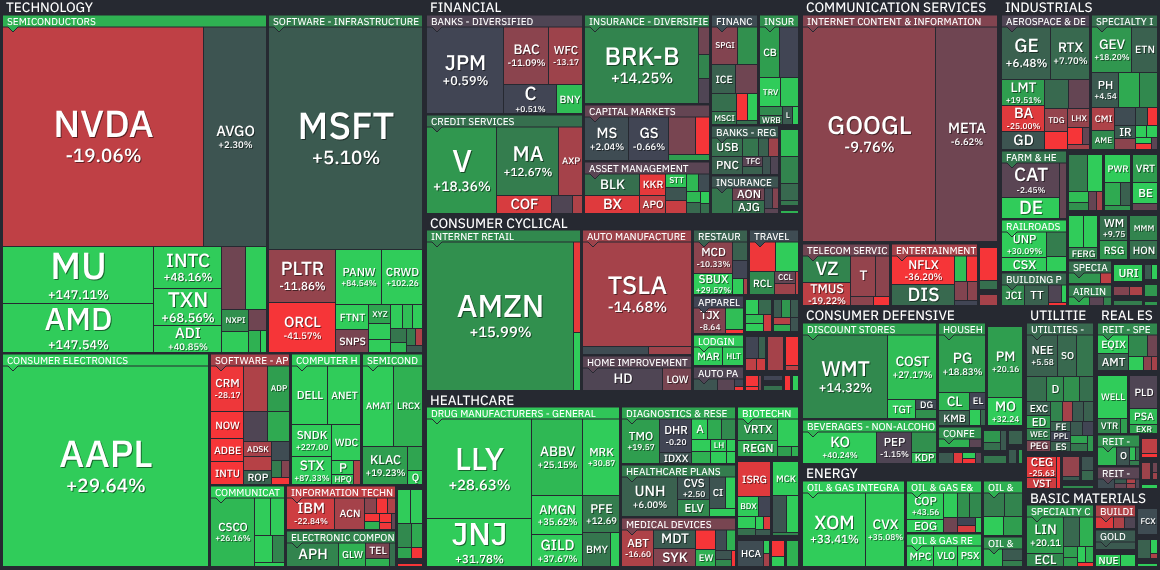 TECHNOLOGY
SEMICONDUCTORS
NVDA
-19.06%
AVGO
+2.30%
MU
+147.11%
AMD
+147.54%
INTC
+48.16%
TXN
+68.56%
ADI
+40.85%
NXPI
SOFTWARE - INFRASTRUCTURE
MSFT
+5.10%
PLTR
-11.86%
ORCL
-41.57%
PANW
+84.54%
CRWD
+102.26
FTNT
XYZ
SNPS
CONSUMER ELECTRONICS
AAPL
+29.64%
SOFTWARE - AP
CRM
-28.17
ADP
NOW
ADBE
ADSK
INTU
ROP
COMPUTER H
DELL
ANET
SNDK
+227.00
WDC
STX
+87.33%
P
HPQ
SEMICOND
AMAT
LRCX
KLAC
+19.23%
Q
COMMUNICAT
CSCO
+26.16%
INFORMATION TECHN
IBM
-22.84%
ACN
ELECTRONIC COMPON
APH
GLW
TEL
FINANCIAL
BANKS - DIVERSIFIED
JPM
+0.59%
BAC
-11.09%
WFC
-13.17
C
+0.51%
BNY
CREDIT SERVICES
V
+18.36%
MA
+12.67%
AXP
COF
INSURANCE - DIVERSIFIE
BRK-B
+14.25%
CAPITAL MARKETS
MS
+2.04%
GS
-0.66%
ASSET MANAGEMENT
BLK
KKR
STT
BX
APO
FINANC
SPGI
ICE
MSCI
INSUR
CB
TRV
WRB
L
BANKS - REG
USB
PNC
TFC
INSURANCE
AON
AJG
CONSUMER CYCLICAL
INTERNET RETAIL
AMZN
+15.99%
AUTO MANUFACTURE
TSLA
-14.68%
HOME IMPROVEMENT
HD
LOW
RESTAUR
MCD
-10.33%
SBUX
+29.57%
APPAREL
TJX
-8.64
LODGIN
MAR
HLT
AUTO PA
TRAVEL
RCL
CCL
HEALTHCARE
DRUG MANUFACTURERS - GENERAL
LLY
+28.63%
JNJ
+31.78%
ABBV
+25.15%
MRK
+30.87
AMGN
+35.62%
PFE
+12.69
GILD
+37.67%
BMY
DIAGNOSTICS & RESE
TMO
+19.57
DHR
-0.20
A
IDXX
LH
HEALTHCARE PLANS
UNH
+6.00%
CVS
+2.50
CI
ELV
MEDICAL DEVICES
ABT
-16.60
MDT
SYK
EW
BIOTECHN
VRTX
REGN
ISRG
MCK
BDX
HCA
COMMUNICATION SERVICES
INTERNET CONTENT & INFORMATION
GOOGL
-9.76%
META
-6.62%
TELECOM SERVIC
VZ
T
TMUS
-19.22%
ENTERTAINMENT
NFLX
-36.20%
DIS
INDUSTRIALS
AEROSPACE & DE
GE
+6.48%
RTX
+7.70%
LMT
+19.51%
BA
-25.00%
TDG
LHX
GD
SPECIALTY I
GEV
+18.20%
ETN
PH
+4.54
CMI
IR
AME
FARM & HE
CAT
-2.45%
DE
RAILROADS
UNP
+30.09%
CSX
BUILDING P
JCI
TT
PWR
VRT
BE
FERG
WM
+9.75
MMM
RSG
HON
SPECIA
URI
AIRLIN
CONSUMER DEFENSIVE
DISCOUNT STORES
WMT
+14.32%
COST
+27.17%
TGT
DG
BEVERAGES - NON-ALCOHO
KO
+40.24%
PEP
-1.15%
KDP
HOUSEH
PG
+18.83%
CL
EL
KMB
CONFE
PM
+20.16
MO
+32.24
ENERGY
OIL & GAS INTEGRA
XOM
+33.41%
CVX
+35.08%
OIL & GAS E&
COP
+43.56
EOG
OIL & GAS RE
MPC
VLO
PSX
OIL &
OIL &
UTILITIE
UTILITIES -
NEE
+5.58
SO
D
EXC
ED
FE
WEC
PPL
PEG
ES
CEG
-25.63
VST
REAL ES
REIT - SPE
EQIX
AMT
WELL
PLD
VTR
PSA
EXR
REIT -
O
REIT -
BASIC MATERIALS
SPECIALTY C
LIN
+20.11
ECL
BUILDI
GOLD
NUE
FCX